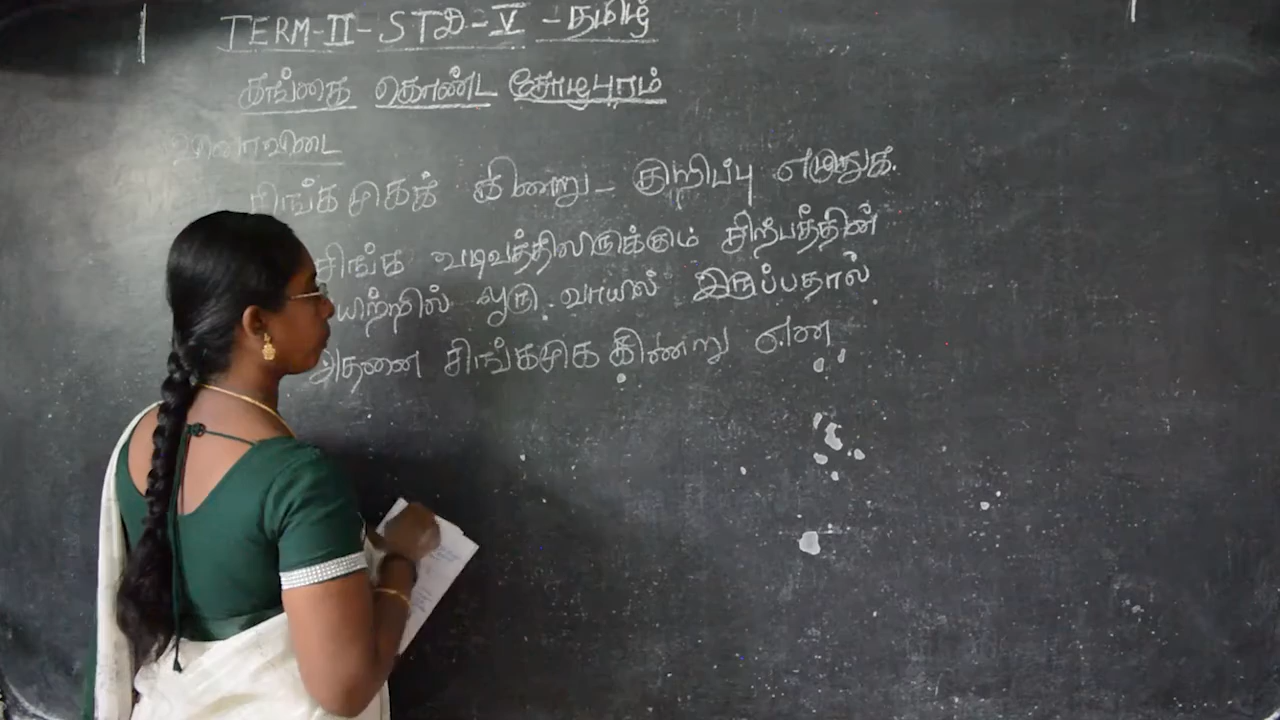 TERM-II-STD-V-தமிழ்
கங்கை கொண்ட சோழபுரம்
வினாவிடை
சிங்கமுகக் கிணறு - குறிப்பு எழுதுக.
சிங்க வடிவத்திலிருக்கும் சிற்பத்தின்
யிற்றில் ஒரு வாயில் இருப்பதால்
அதனை சிங்கமுக கிணறு என